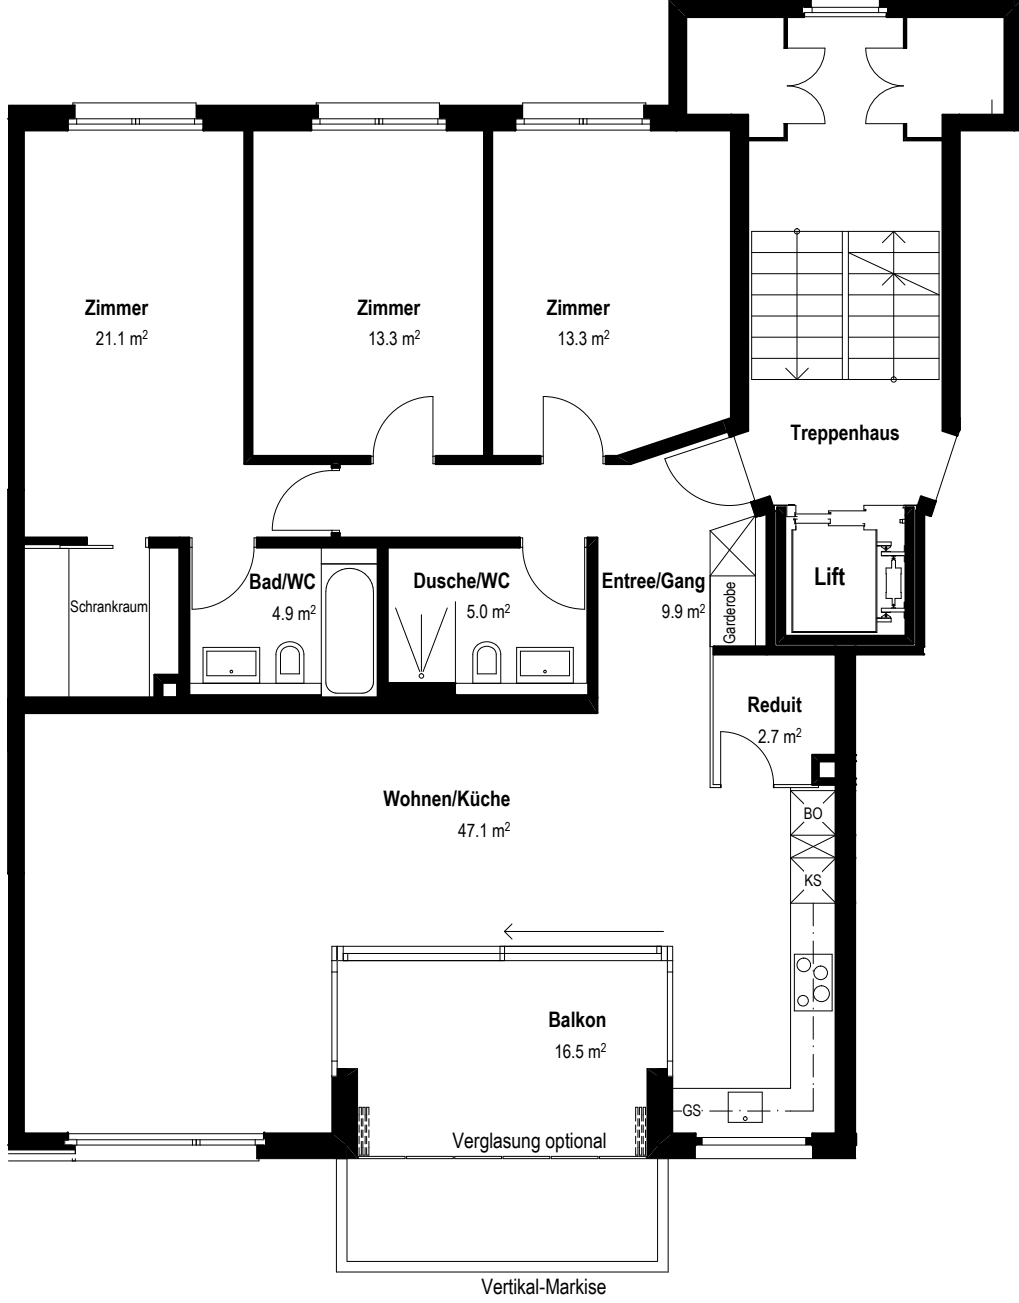 Zimmer
21.1 m²
Zimmer
13.3 m²
Zimmer
13.3 m²
Treppenhaus
Lift
Schrankraum
Bad/WC
4.9 m²
Dusche/WC
5.0 m²
Entree/Gang
9.9 m²
Garderobe
Reduit
2.7 m²
Wohnen/Küche
47.1 m²
BO
KS
Balkon
16.5 m²
GS
Verglasung optional
Vertikal-Markise